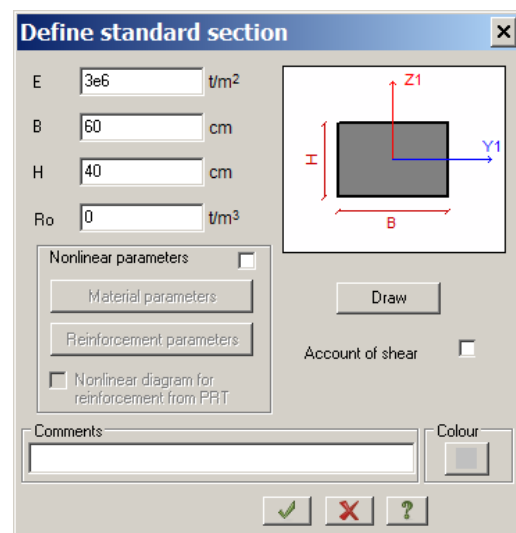 Define standard section
E 3e6 t/m2
B 60 cm
H 40 cm
Ro 0 t/m3
Z1
Y1
H
B
Nonlinear parameters
Material parameters
Reinforcement parameters
Nonlinear diagram for
reinforcement from PRT
Draw
Account of shear
Comments
Colour
?